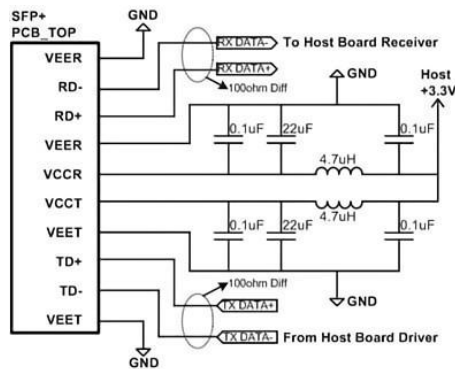 SFP+
PCB_TOP
GND
VEER
RX DATA-
To Host Board Receiver
RD-
RX DATA+
100ohm Diff
GND
Host
+3.3V
RD+
VEER
0.1uF
22uF
0.1uF
4.7uH
VCCR
VCCT
4.7uH
0.1uF
22uF
0.1uF
VEET
TD+
100ohm Diff
GND
TX DATA+
TD-
TX DATA-
From Host Board Driver
VEET
GND